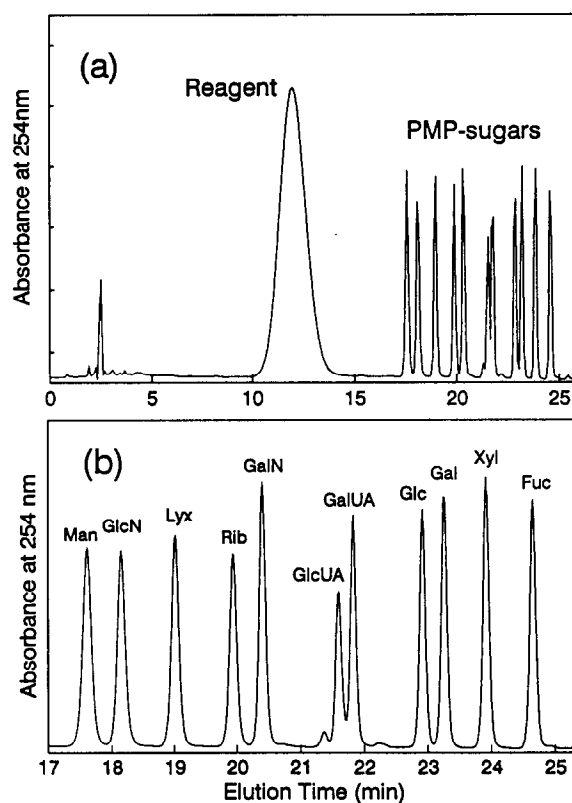 (a)
Reagent
PMP-sugars
Absorbance at 254nm
0 5 10 15 20 25
(b)
Man GlcN Lyx Rib GalN GlcUA GalUA Glc Gal Xyl Fuc
Absorbance at 254 nm
17 18 19 20 21 22 23 24 25
Elution Time (min)